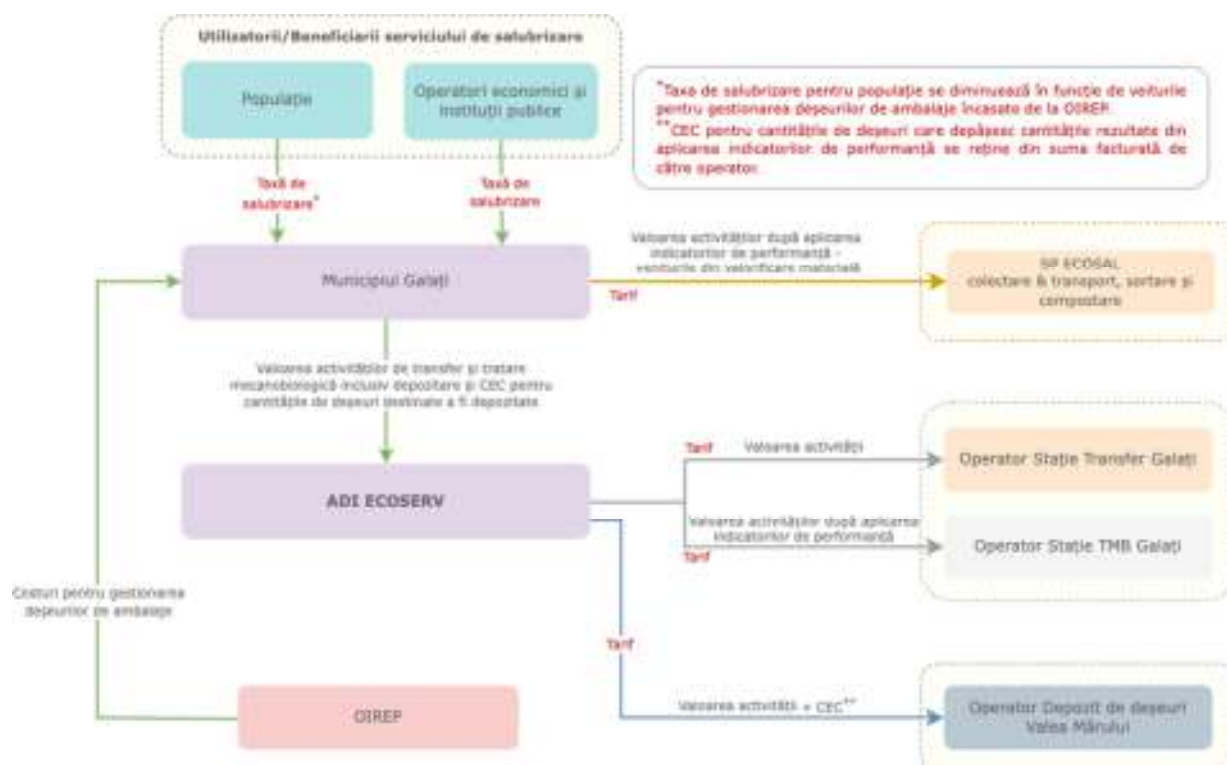 Utilizatorii/Beneficiarii serviciului de salubrizare
Populație
Operatori economici și
instituții publice
*Taxa de salubrizare pentru populație se diminuează în funcție de veniturile
pentru gestionarea deșeurilor de ambalaje încasate de la OIREP.
**CEC pentru cantitățile de deșeuri care depășesc cantitățile rezultate din
aplicarea indicatorilor de performanță se reține din suma facturată de
către operator.
Taxă de
salubrizare*
Taxă de
salubrizare
Municipiul Galați
Valoarea activităților după aplicarea
indicatorilor de performanță -
veniturile din valorificare materială
Tarif
SP ECOSAL
colectare & transport, sortare și
compostare
Valoarea activităților de transfer și tratare
mecanobiologică inclusiv depozitare și CEC pentru
cantitățile de deșeuri destinate a fi depozitate
ADI ECOSERV
Tarif
Valoarea activității
Operator Stație Transfer Galați
Valoarea activităților după aplicarea
indicatorilor de performanță
Tarif
Operator Stație TMB Galați
Costuri pentru gestionarea
deșeurilor de ambalaje
Tarif
OIREP
Valoarea activității + CEC**
Operator Depozit de deșeuri
Valea Mărului